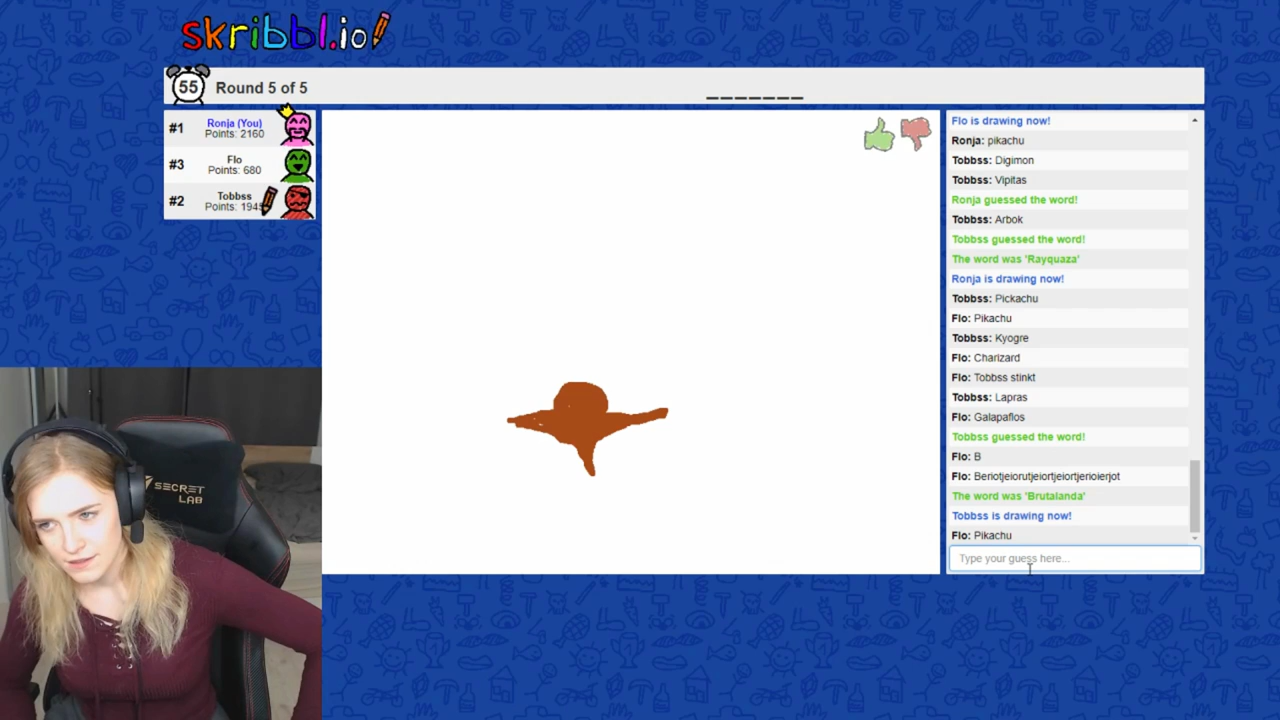 skribbl.io
55
Round 5 of 5
_______
#1
Ronja (You)
Points: 2160
#3
Flo
Points: 680
#2
Tobbss
Points: 1945
Flo is drawing now!
Ronja: pikachu
Tobbss: Digimon
Tobbss: Vipitas
Ronja guessed the word!
Tobbss: Arbok
Tobbss guessed the word!
The word was 'Rayquaza'
Ronja is drawing now!
Tobbss: Pickachu
Flo: Pikachu
Tobbss: Kyogre
Flo: Charizard
Flo: Tobbss stinkt
Tobbss: Lapras
Flo: Galapaflos
Tobbss guessed the word!
Flo: B
Flo: Beriotjeiorutjeiortjeiortjerioierjot
The word was 'Brutalanda'
Tobbss is drawing now!
Flo: Pikachu
Type your guess here...
SECRET
LAB